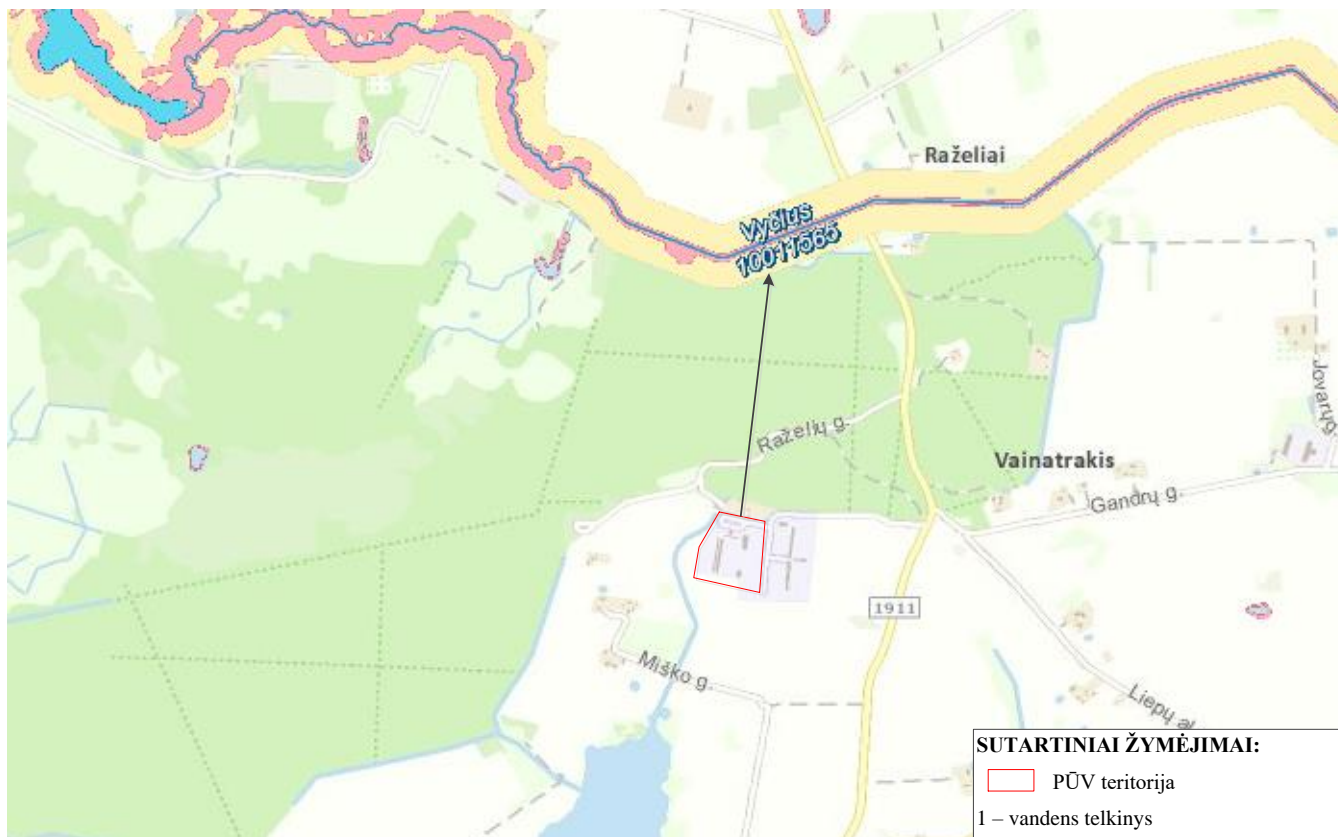 Raželiai
Vyčius
10011565
Jovarų g.
Raželių g.
Vainatrakis
Gandrų g.
1911
Miško g.
Liepų al
SUTARTINIAI ŽYMĖJIMAI:
PŪV teritorija
1 – vandens telkinys